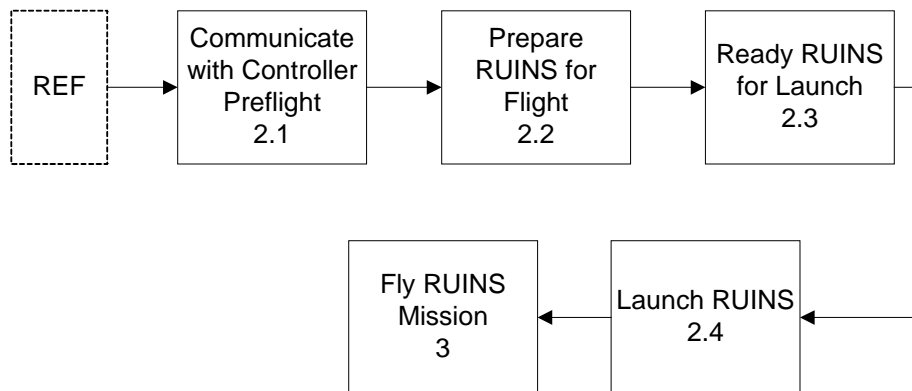 REF
Communicate
with Controller
Preflight
2.1
Prepare
RUINS for
Flight
2.2
Ready RUINS
for Launch
2.3
Launch RUINS
2.4
Fly RUINS
Mission
3